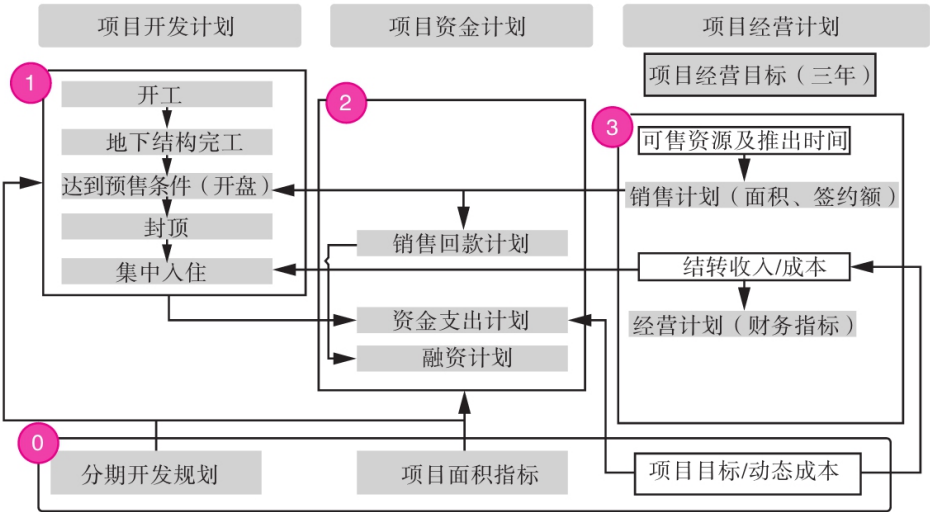 项目开发计划
项目资金计划
项目经营计划
项目经营目标（三年）
1
开工
地下结构完工
达到预售条件（开盘）
封顶
集中入住
2
销售回款计划
资金支出计划
融资计划
3
可售资源及推出时间
销售计划（面积、签约额）
结转收入/成本
经营计划（财务指标）
0
分期开发规划
项目面积指标
项目目标/动态成本